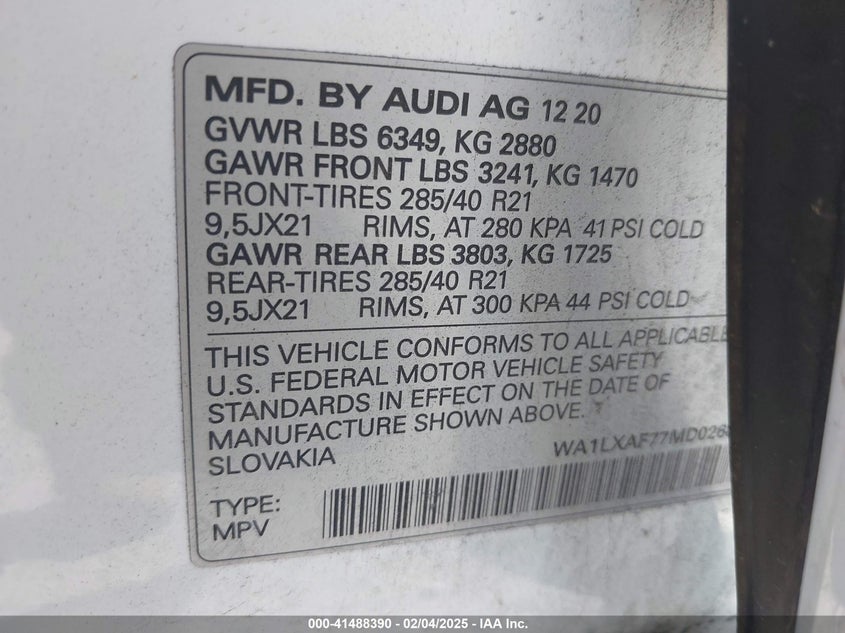 MFD. BY AUDI AG 12 20
GVWR LBS 6349, KG 2880
GAWR FRONT LBS 3241, KG 1470
FRONT-TIRES 285/40 R21
9,5JX21 RIMS, AT 280 KPA 41 PSI COLD
GAWR REAR LBS 3803, KG 1725
REAR-TIRES 285/40 R21
9,5JX21 RIMS, AT 300 KPA 44 PSI COLD
THIS VEHICLE CONFORMS TO ALL APPLICABLE
U.S. FEDERAL MOTOR VEHICLE SAFETY
STANDARDS IN EFFECT ON THE DATE OF
MANUFACTURE SHOWN ABOVE.
SLOVAKIA
WA1LXAF77MD026
TYPE:
MPV
000-41488390 - 02/04/2025 - IAA Inc.